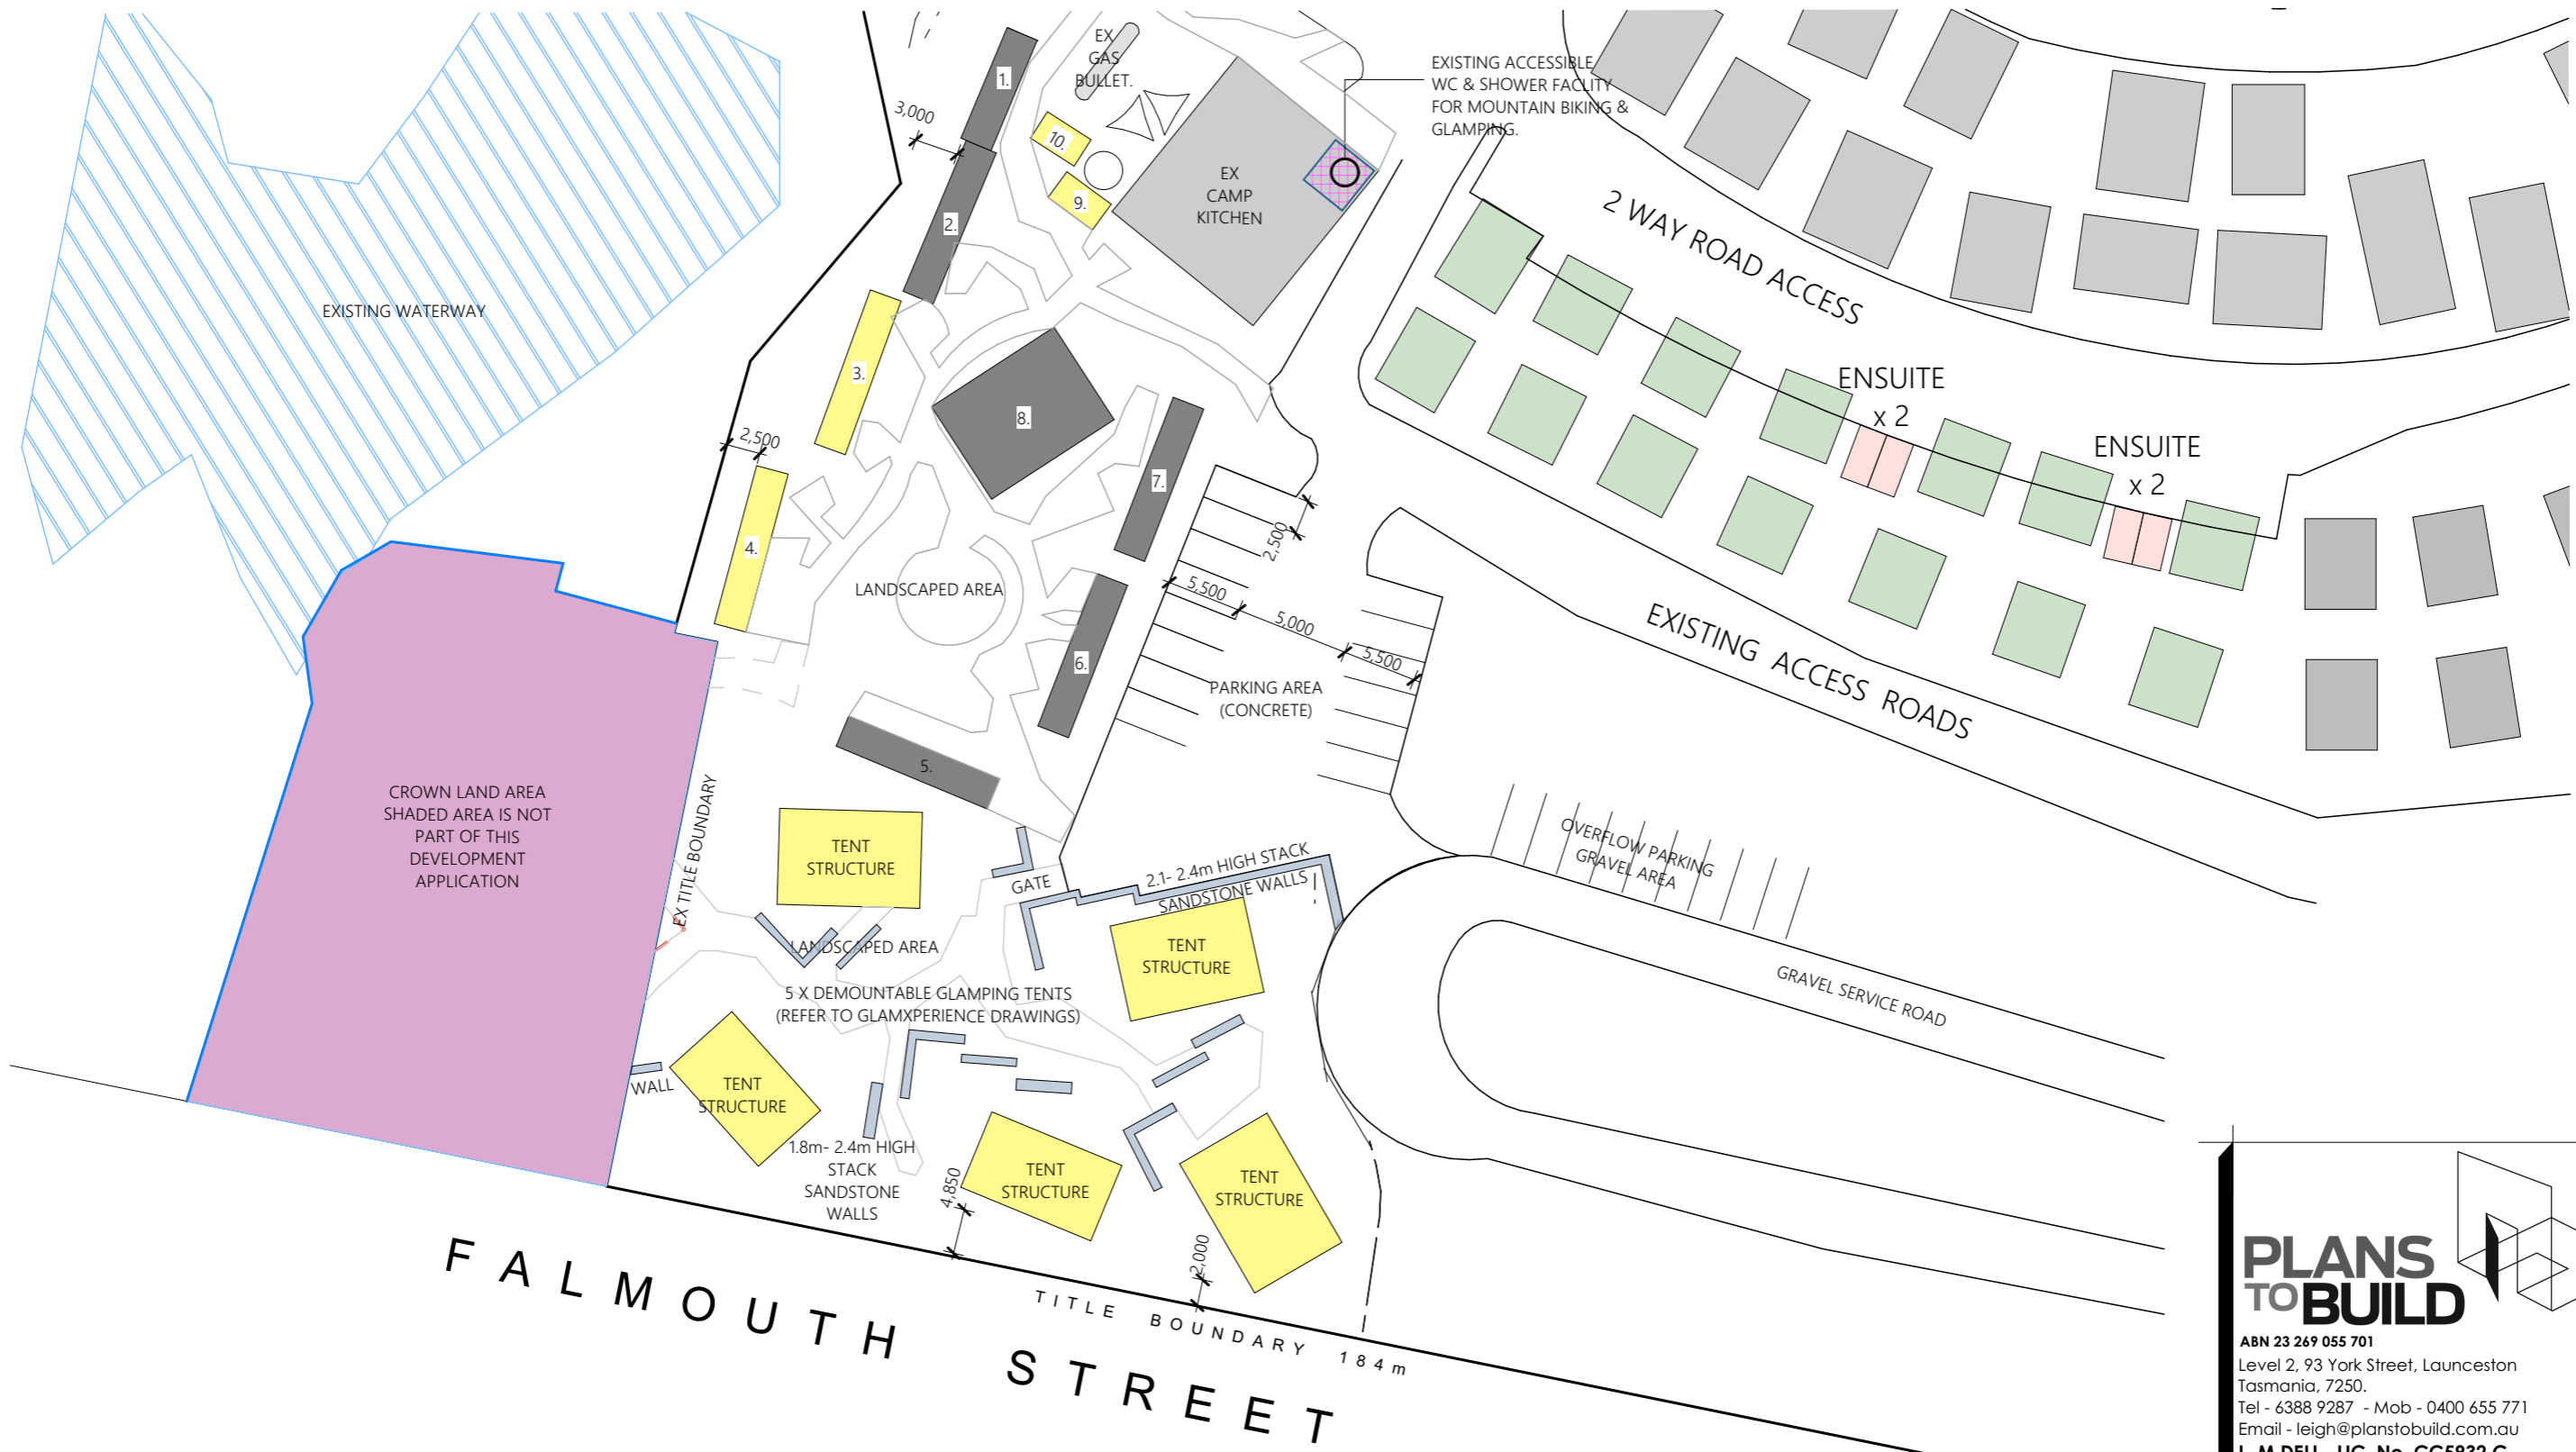 EX
GAS
BULLET.
1.
3,000
10.
2.
9.
EX
CAMP
KITCHEN
EXISTING ACCESSIBLE
WC & SHOWER FACLITY
FOR MOUNTAIN BIKING &
GLAMPING.
2 WAY ROAD ACCESS
EXISTING WATERWAY
3.
8.
ENSUITE
x 2
ENSUITE
x 2
2,500
7.
2,500
4.
LANDSCAPED AREA
5,500
5,000
5,500
6.
PARKING AREA
(CONCRETE)
EXISTING ACCESS ROADS
5.
CROWN LAND AREA
SHADED AREA IS NOT
PART OF THIS
DEVELOPMENT
APPLICATION
EX TITLE BOUNDARY
TENT
STRUCTURE
GATE
2.1- 2.4m HIGH STACK
SANDSTONE WALLS
OVERFLOW PARKING
GRAVEL AREA
LANDSCAPED AREA
TENT
STRUCTURE
GRAVEL SERVICE ROAD
5 X DEMOUNTABLE GLAMPING TENTS
(REFER TO GLAMXPERIENCE DRAWINGS)
WALL
TENT
STRUCTURE
1.8m- 2.4m HIGH
STACK
SANDSTONE
WALLS
4,850
TENT
STRUCTURE
TENT
STRUCTURE
2,000
TITLE BOUNDARY 184m
FALMOUTH STREET
PLANS
TO BUILD
ABN 23 269 055 701
Level 2, 93 York Street, Launceston
Tasmania, 7250.
Tel - 6388 9287 - Mob - 0400 655 771
Email - leigh@planstobuild.com.au